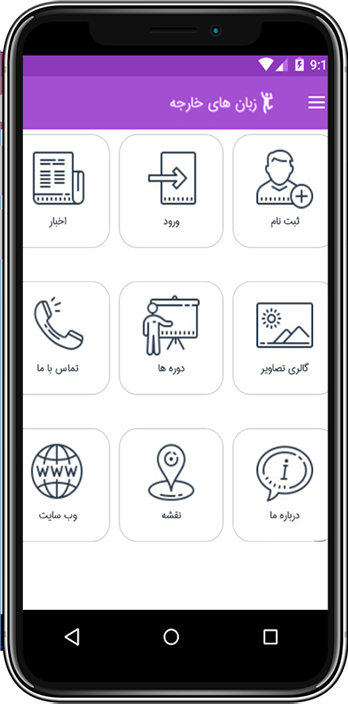 9:1
زبان های خارجه
ثبت نام
ورود
اخبار
گالری تصاویر
دوره ها
تماس با ما
درباره ما
نقشه
وب سایت
WWW